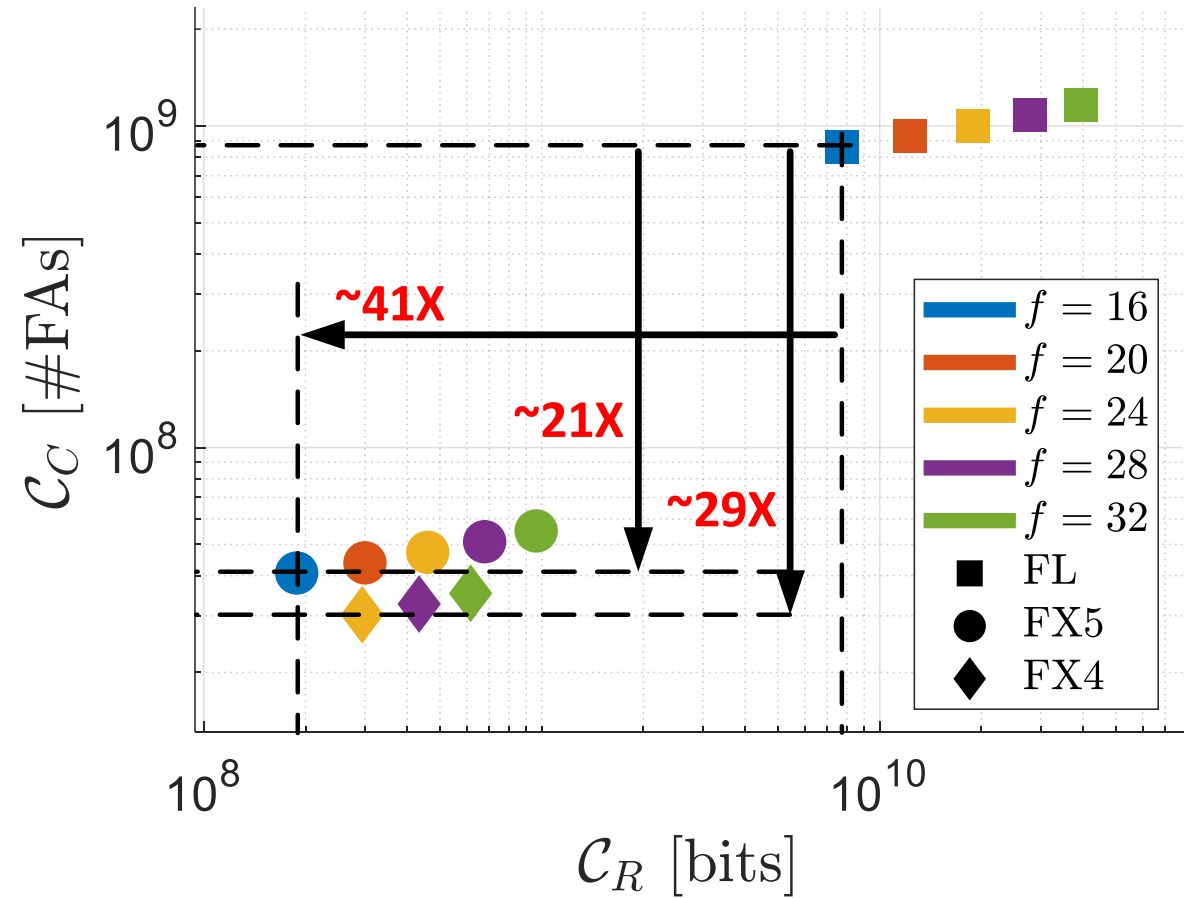 10^9
10^8
𝒞_C [#FAs]
~41X
~21X
~29X
f = 16
f = 20
f = 24
f = 28
f = 32
FL
FX5
FX4
10^8
10^10
𝒞_R [bits]